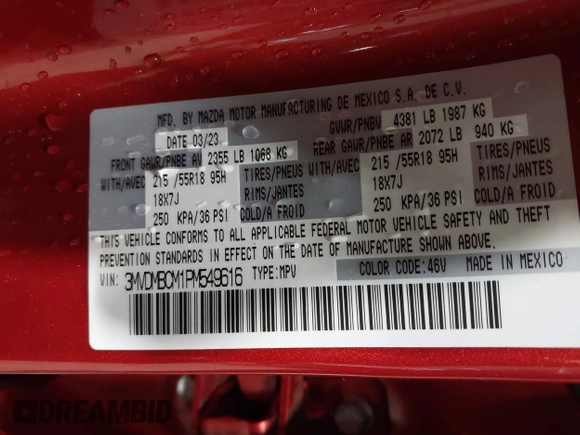 MFD. BY MAZDA MOTOR MANUFACTURING DE MEXICO S.A. DE C.V.
DATE 03/23 GVWR/PNBV 4381 LB 1987 KG
FRONT GAWR/PNBE AV 2355 LB 1068 KG REAR GAWR/PNBE AR 2072 LB 940 KG
WITH/AVEC 215 /55R18 95H TIRES/PNEU WITH/AVEC 215 /55R18 95H TIRES/PNEU
18X7J RIMS/JANTES 18X7J RIMS/JANTES
250 KPA/36 PSI COLD/A FROID 250 KPA/36 PSI COLD/A FROID
THIS VEHICLE CONFORMS TO ALL APPLICABLE FEDERAL MOTOR VEHICLE SAFETY AND THEFT
PREVENTION STANDARDS IN EFFECT ON THE DATE OF MANUFACTURE SHOWN ABOVE.
VIN: 3MVDMBCM1PM549616 TYPE:MPV COLOR CODE:46V MADE IN MEXICO
DREAMBID